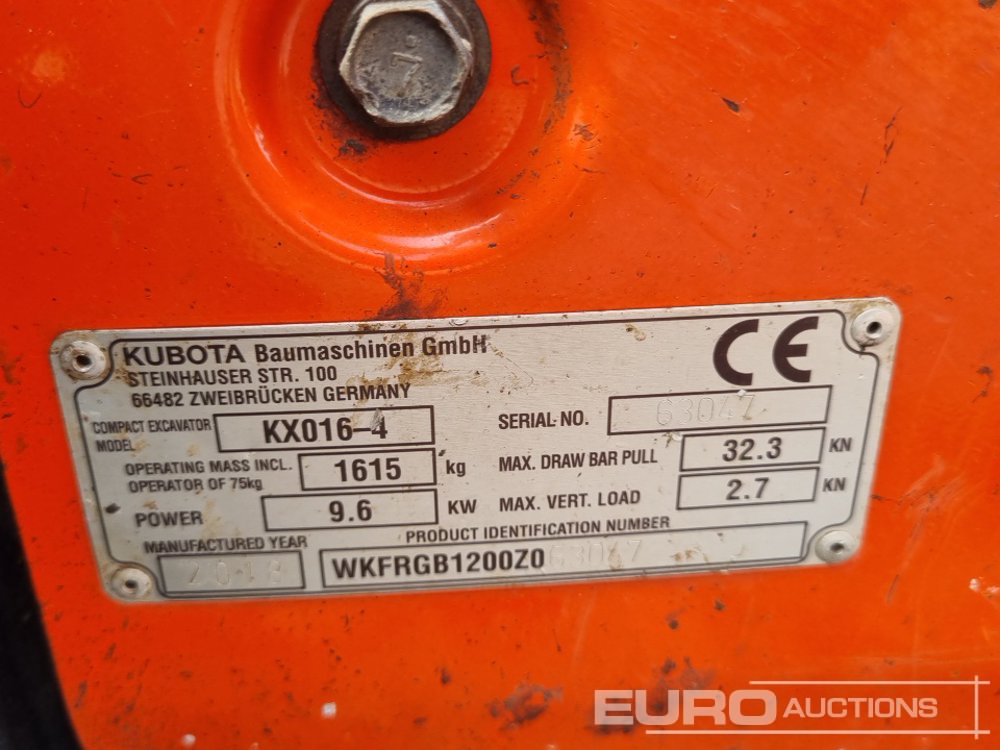 7
KUBOTA Baumaschinen GmbH
STEINHAUSER STR. 100
66482 ZWEIBRÜCKEN GERMANY
CE
COMPACT EXCAVATOR MODEL KX016-4
SERIAL NO. 63047
OPERATING MASS INCL. OPERATOR OF 75kg 1615 kg
MAX. DRAW BAR PULL 32.3 KN
POWER 9.6 KW
MAX. VERT. LOAD 2.7 KN
MANUFACTURED YEAR 2018
PRODUCT IDENTIFICATION NUMBER
WKFRGB1200Z063047
EURO AUCTIONS